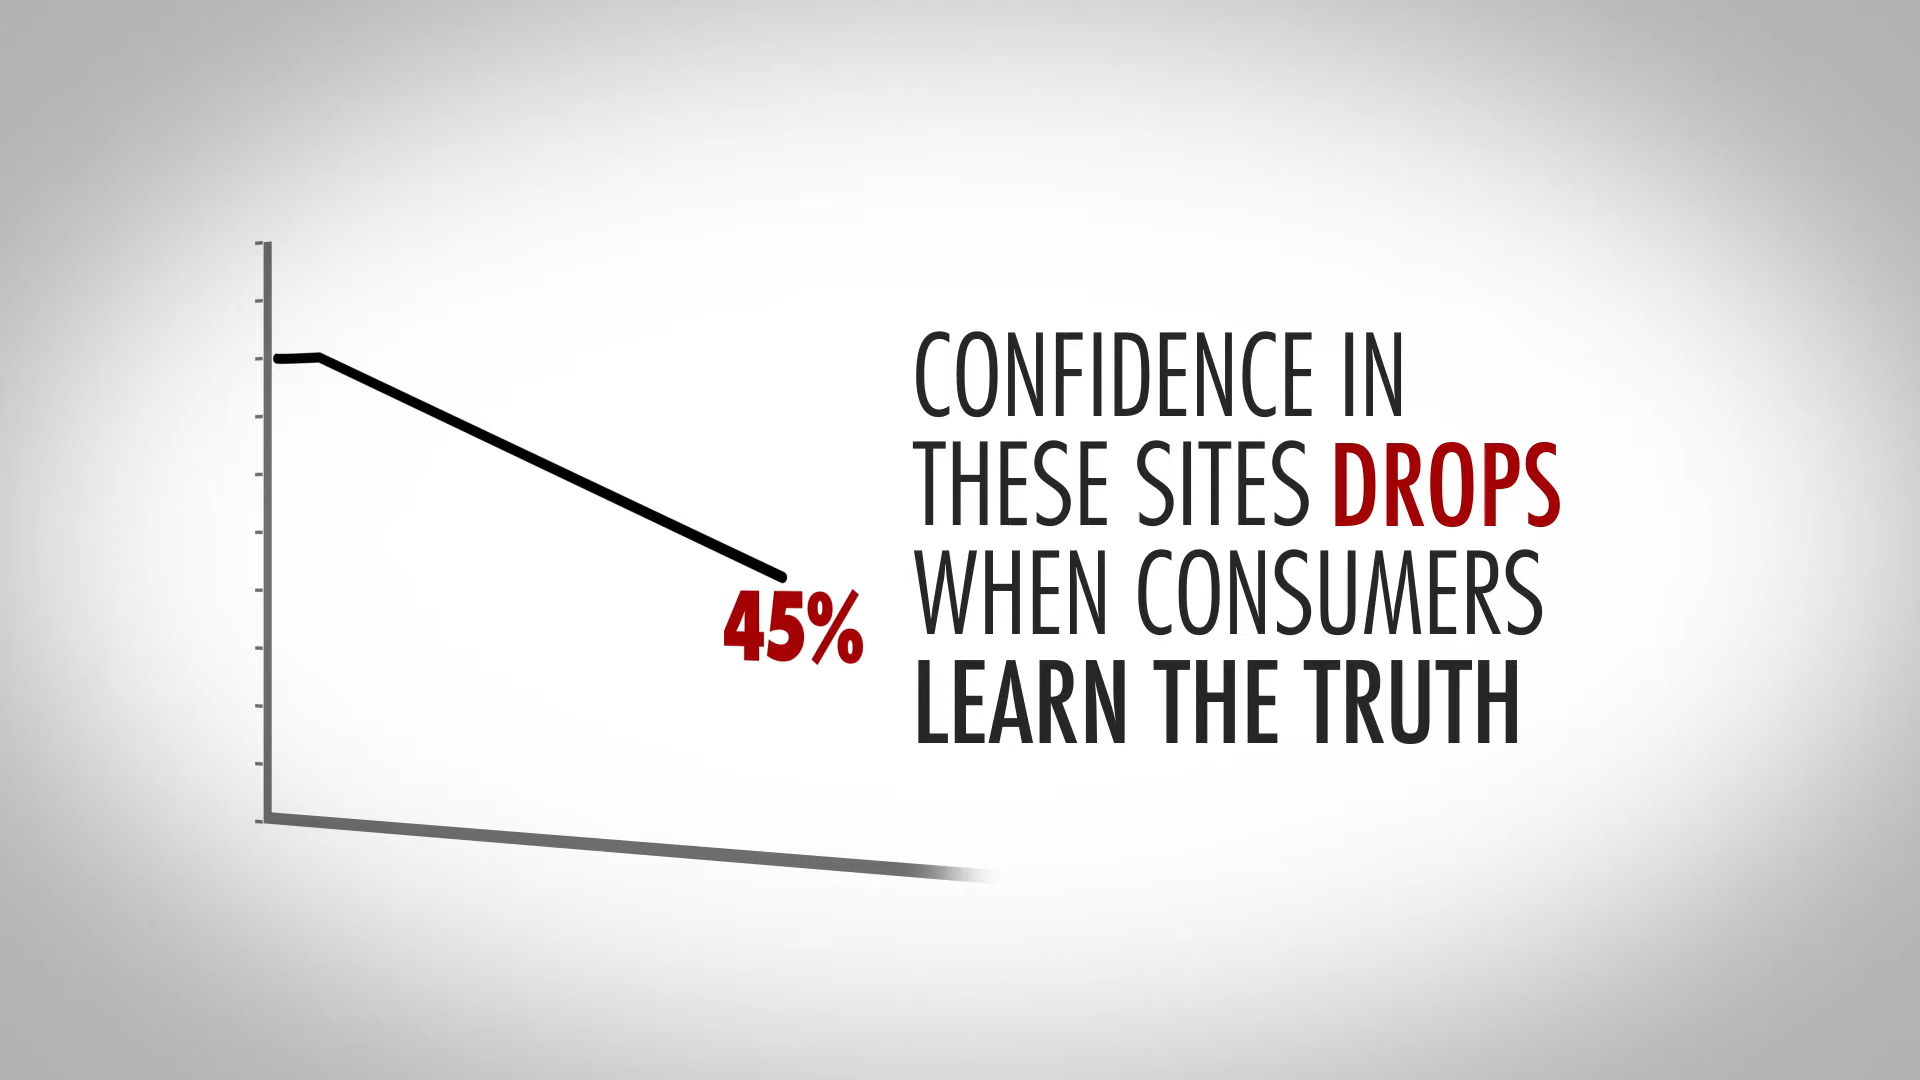 45%
CONFIDENCE IN
THESE SITES DROPS
WHEN CONSUMERS
LEARN THE TRUTH